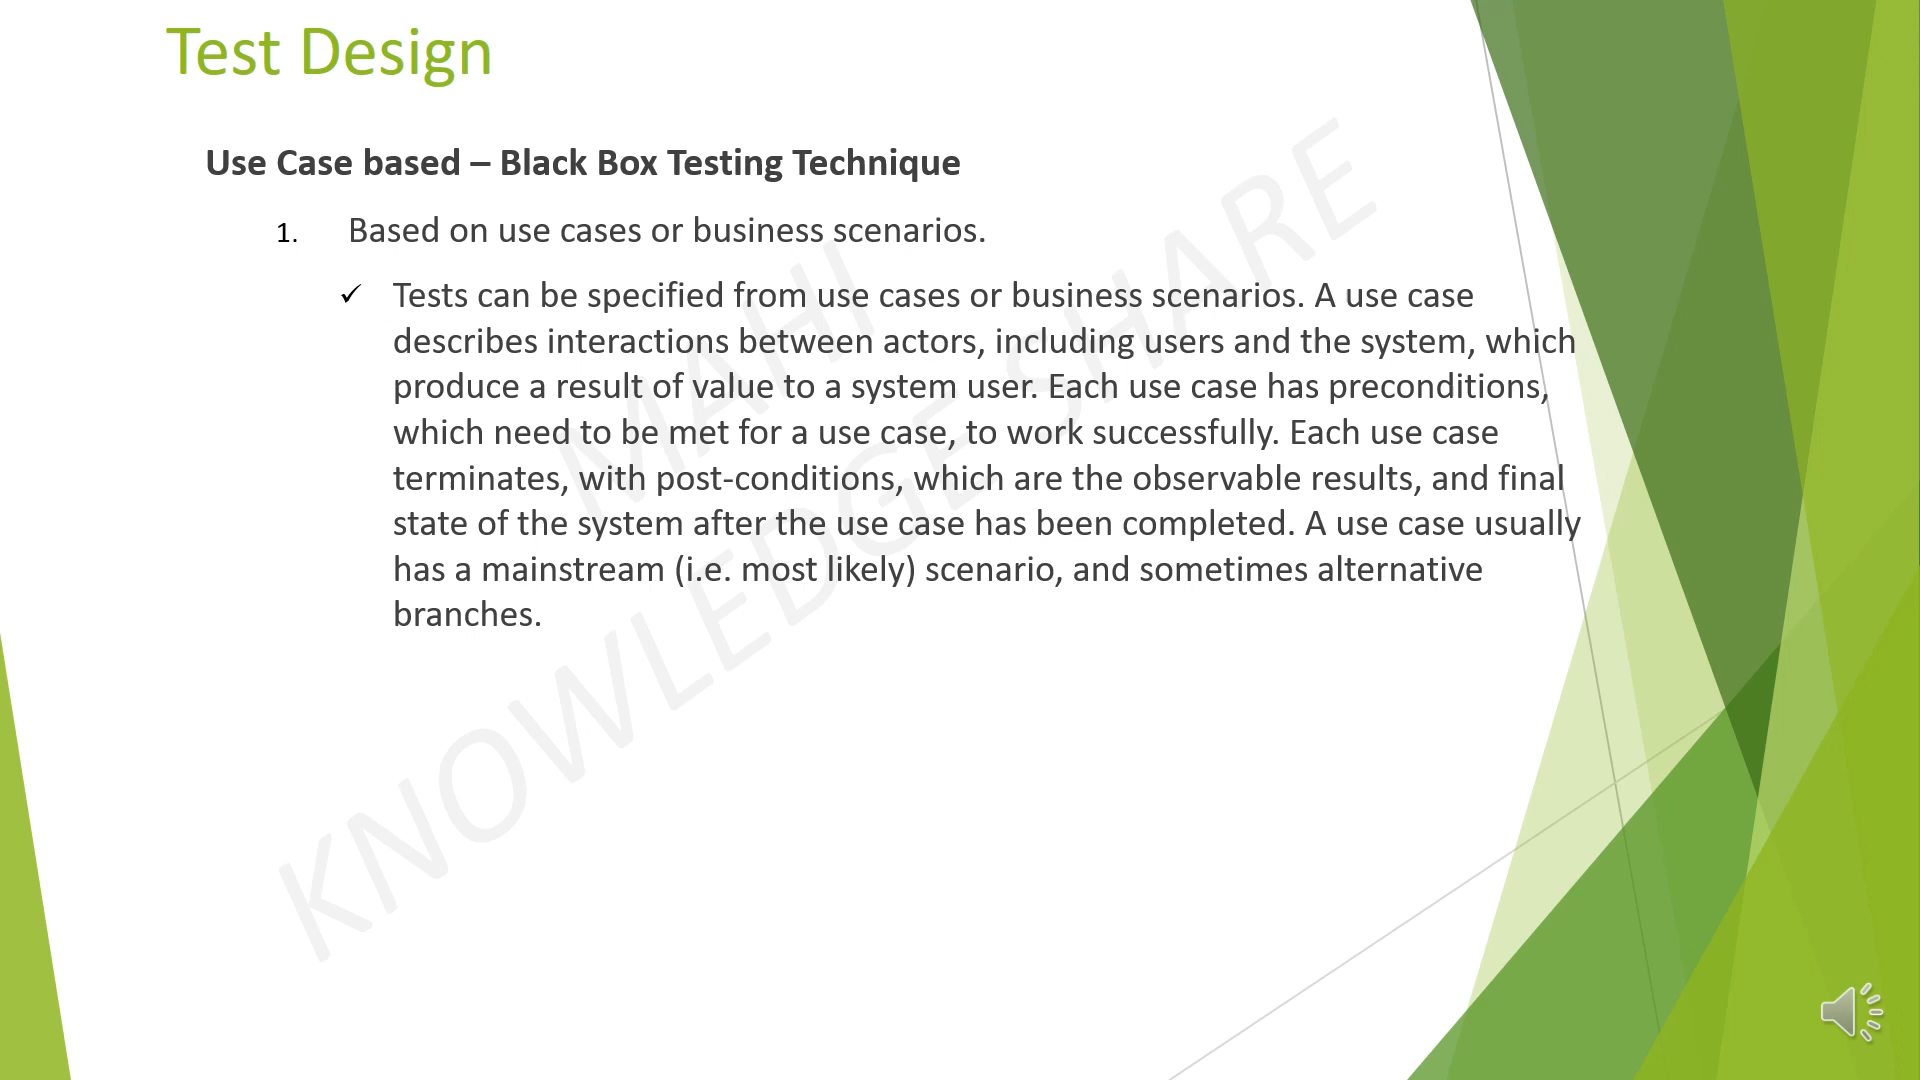 Test Design
Use Case based – Black Box Testing Technique
1. Based on use cases or business scenarios.
✓ Tests can be specified from use cases or business scenarios. A use case
describes interactions between actors, including users and the system, which
produce a result of value to a system user. Each use case has preconditions,
which need to be met for a use case, to work successfully. Each use case
terminates, with post-conditions, which are the observable results, and final
state of the system after the use case has been completed. A use case usually
has a mainstream (i.e. most likely) scenario, and sometimes alternative
branches.
MAHI
KNOWLEDGE SHARE